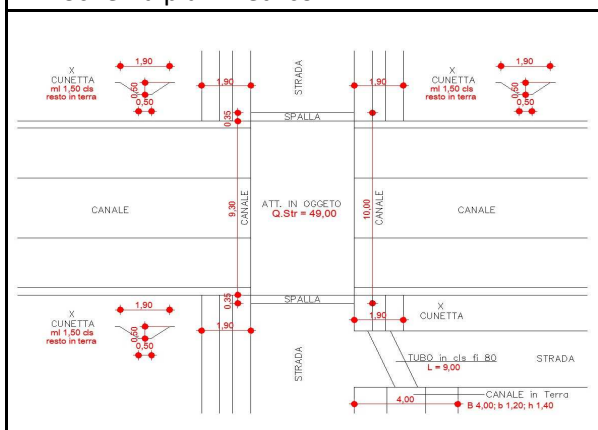 1,90
X
CUNETTA
ml 1,50 cls
resto in terra
0,50
0,50
1,90
STRADA
1,90
1,90
X
CUNETTA
ml 1,50 cls
resto in terra
0,50
0,50
0,35
SPALLA
CANALE
9,30
CANALE
ATT. IN OGGETO
Q.Str = 49,00
10,00
CANALE
CANALE
0,35
SPALLA
1,90
X
CUNETTA
ml 1,50 cls
resto in terra
0,50
0,50
1,90
STRADA
1,90
X
CUNETTA
TUBO in cls fi 80
L = 9,00
STRADA
4,00
CANALE in Terra
B 4,00; b 1,20; h 1,40